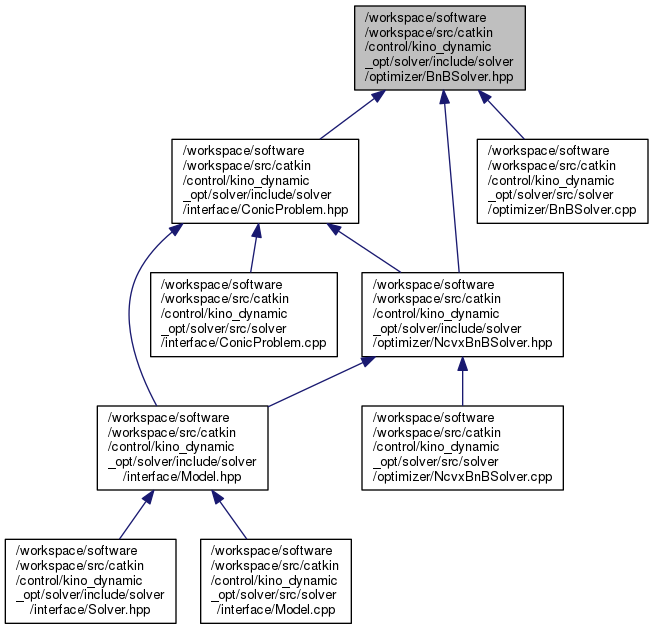 /workspace/software
/workspace/src/catkin
/control/kino_dynamic
_opt/solver/include/solver
/optimizer/BnBSolver.hpp
/workspace/software
/workspace/src/catkin
/control/kino_dynamic
_opt/solver/include/solver
/interface/ConicProblem.hpp
/workspace/software
/workspace/src/catkin
/control/kino_dynamic
_opt/solver/src/solver
/optimizer/BnBSolver.cpp
/workspace/software
/workspace/src/catkin
/control/kino_dynamic
_opt/solver/src/solver
/interface/ConicProblem.cpp
/workspace/software
/workspace/src/catkin
/control/kino_dynamic
_opt/solver/include/solver
/optimizer/NcvxBnBSolver.hpp
/workspace/software
/workspace/src/catkin
/control/kino_dynamic
_opt/solver/include/solver
/interface/Model.hpp
/workspace/software
/workspace/src/catkin
/control/kino_dynamic
_opt/solver/src/solver
/optimizer/NcvxBnBSolver.cpp
/workspace/software
/workspace/src/catkin
/control/kino_dynamic
_opt/solver/include/solver
/interface/Solver.hpp
/workspace/software
/workspace/src/catkin
/control/kino_dynamic
_opt/solver/src/solver
/interface/Model.cpp